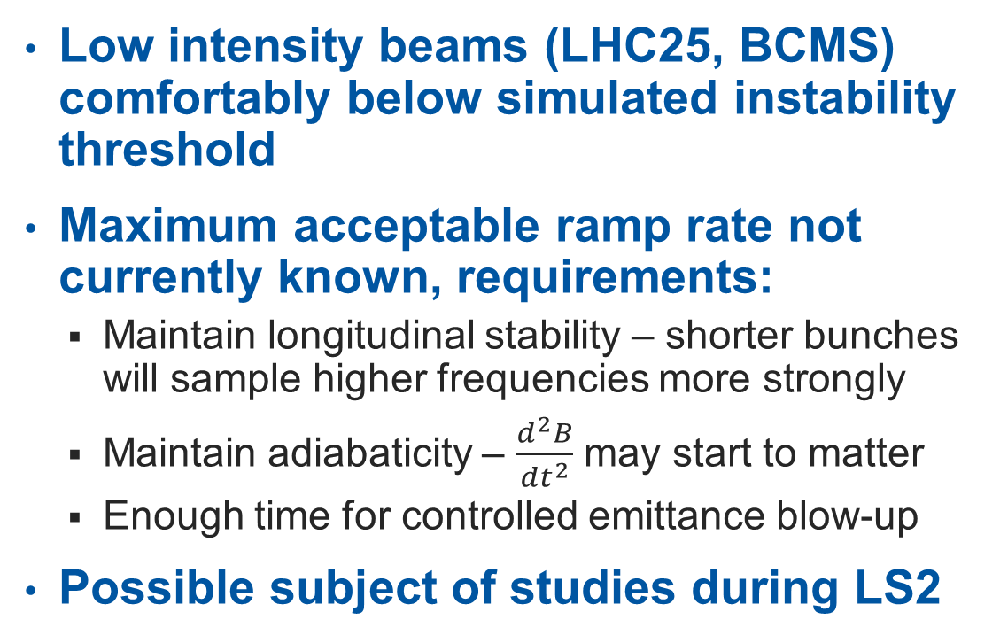 • Low intensity beams (LHC25, BCMS)
comfortably below simulated instability
threshold
• Maximum acceptable ramp rate not
currently known, requirements:
▪ Maintain longitudinal stability – shorter bunches
will sample higher frequencies more strongly
▪ Maintain adiabaticity – $\frac{d^2B}{dt^2}$ may start to matter
▪ Enough time for controlled emittance blow-up
• Possible subject of studies during LS2